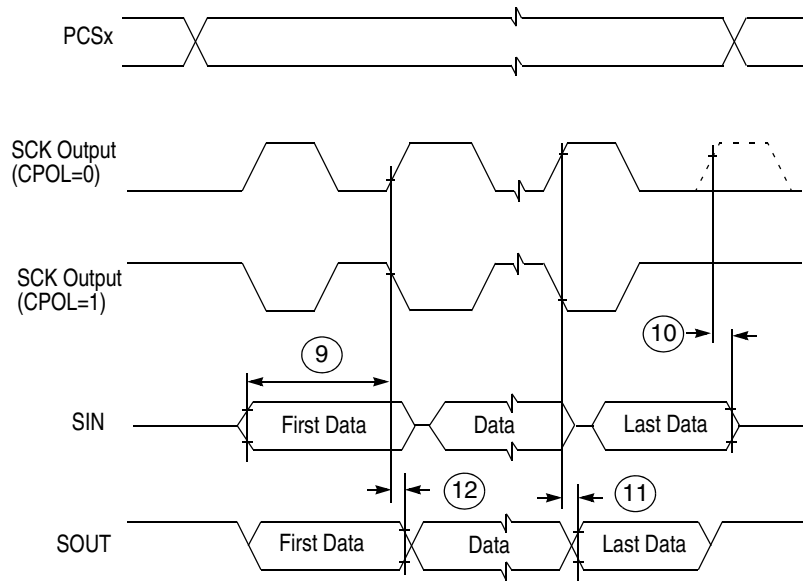 PCSx
SCK Output
(CPOL=0)
SCK Output
(CPOL=1)
10
9
SIN
First Data
Data
Last Data
12
11
SOUT
First Data
Data
Last Data